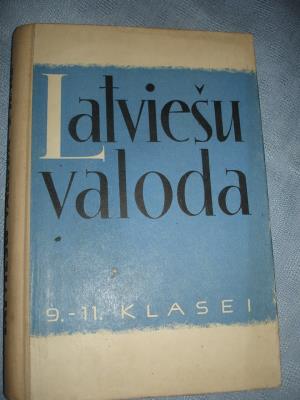 Latviešu
valoda
9.-11. KLASEI